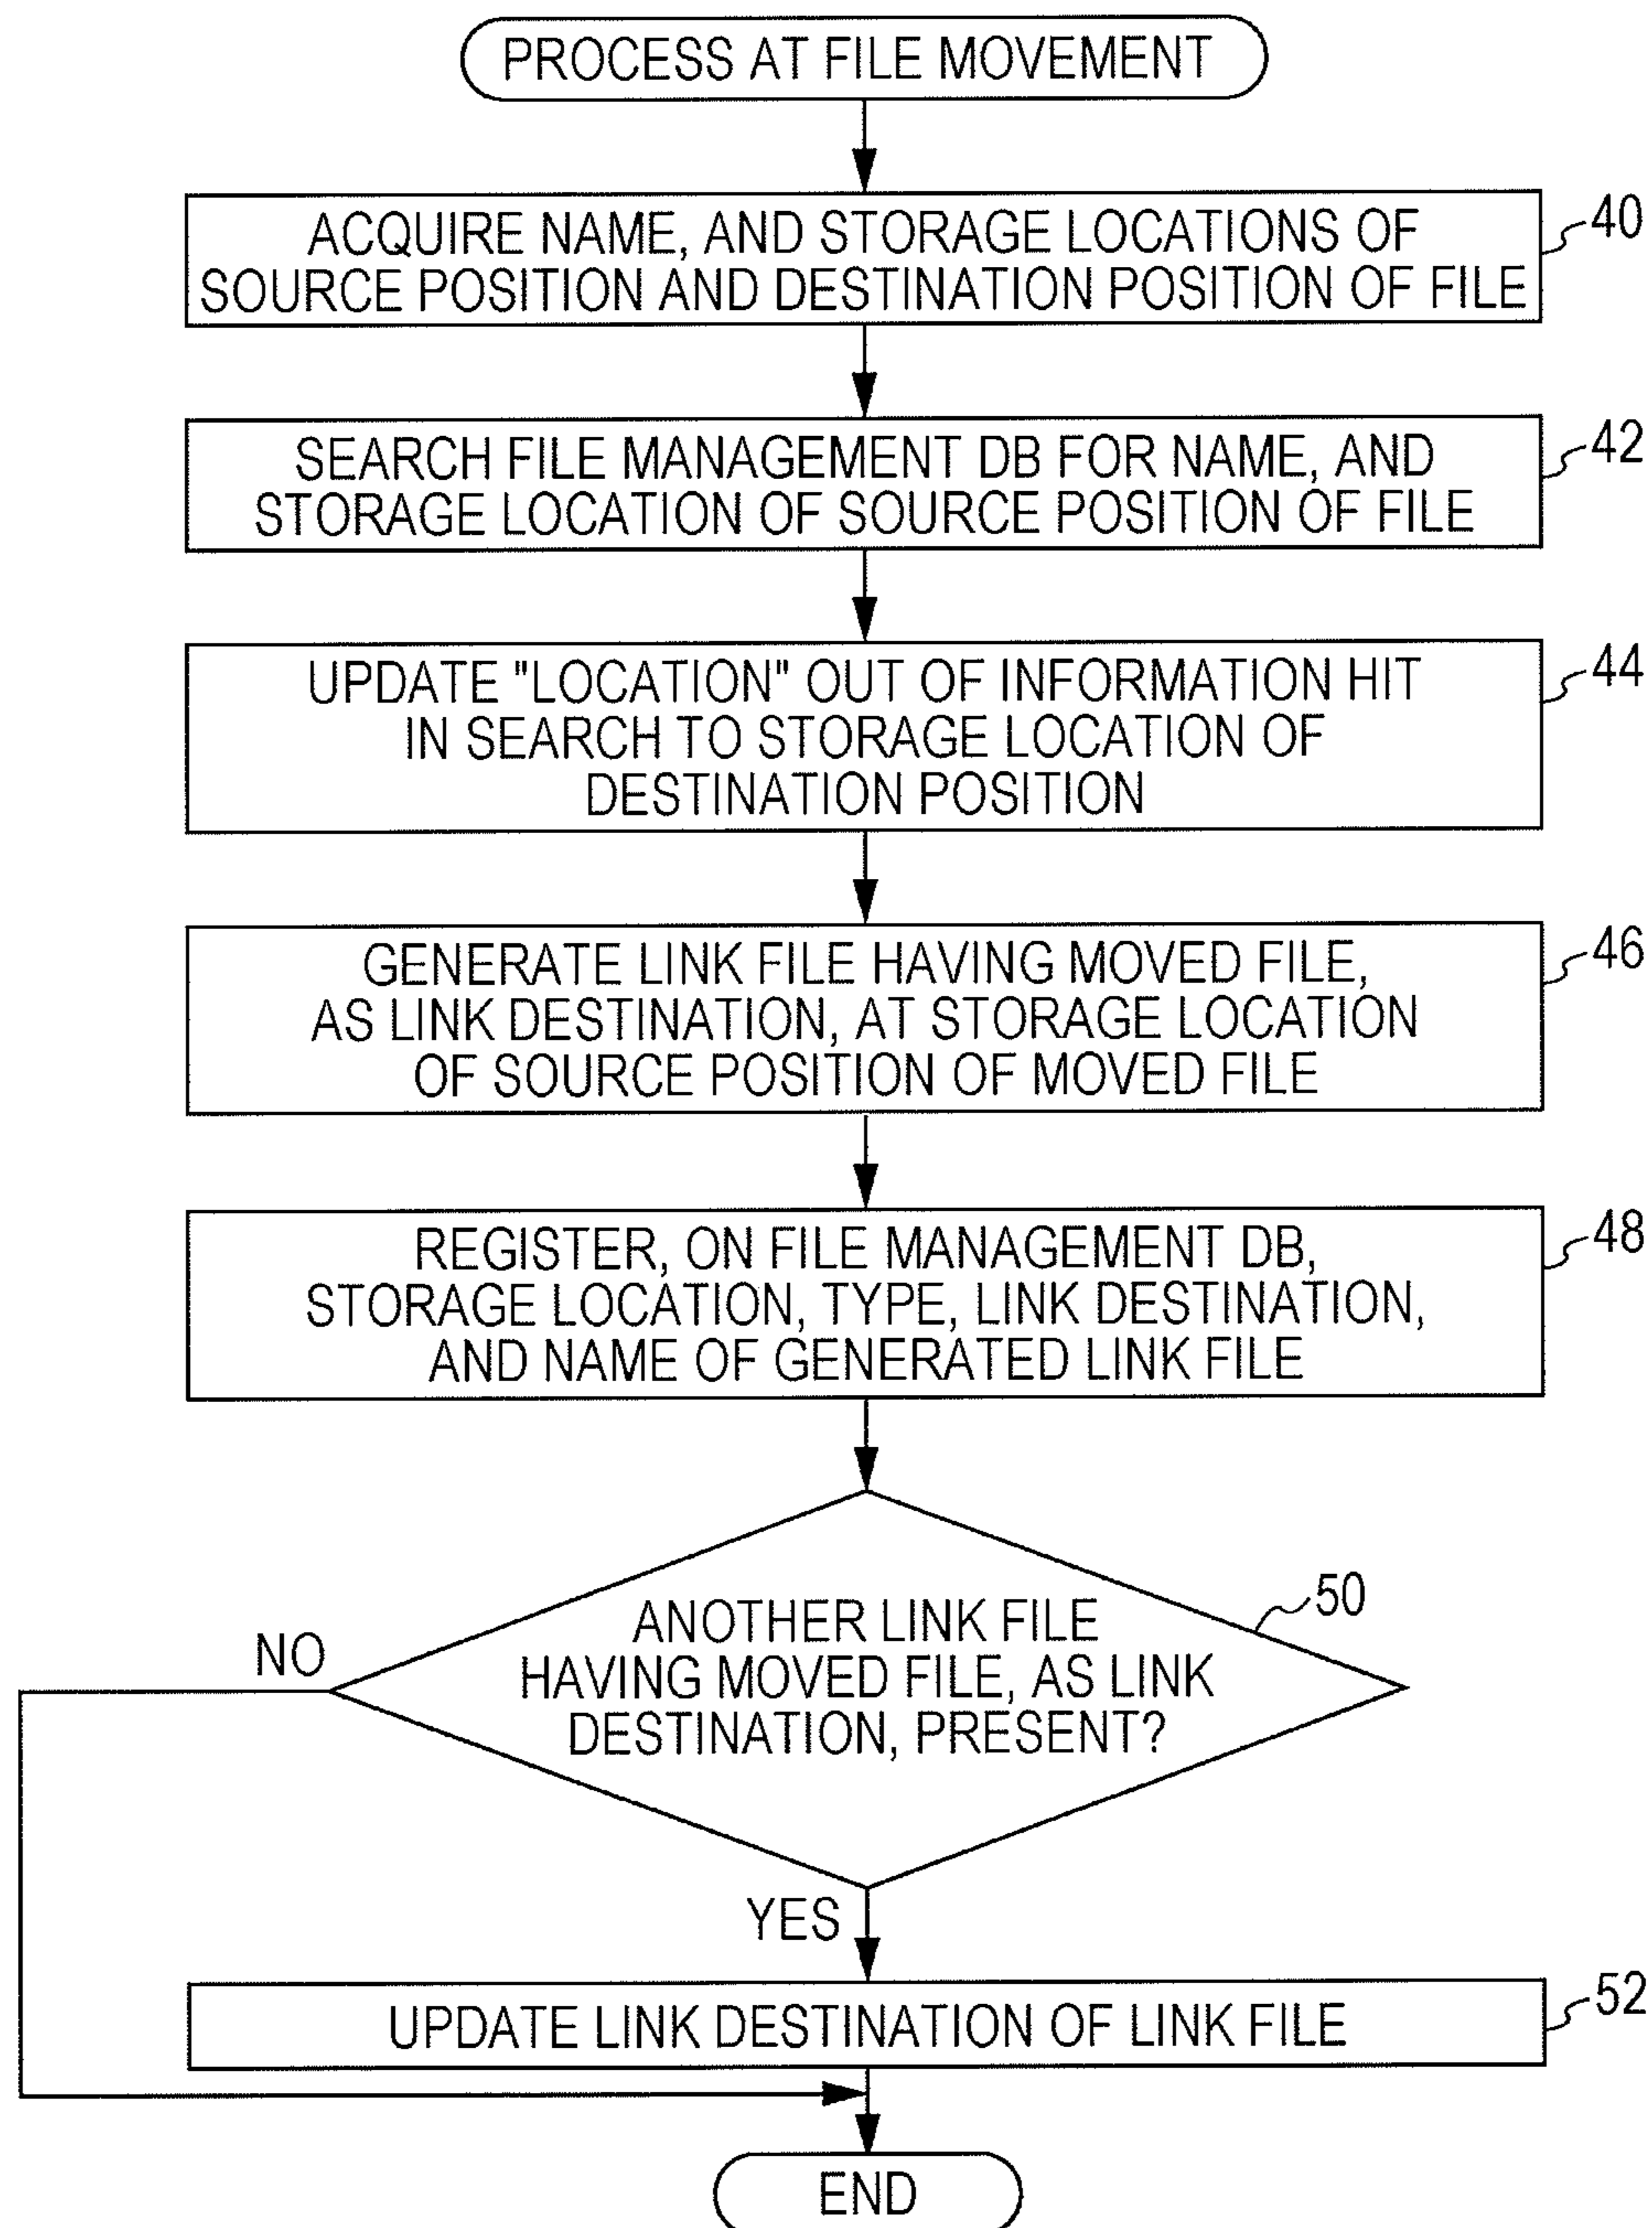 PROCESS AT FILE MOVEMENT
ACQUIRE NAME, AND STORAGE LOCATIONS OF
SOURCE POSITION AND DESTINATION POSITION OF FILE
40
SEARCH FILE MANAGEMENT DB FOR NAME, AND
STORAGE LOCATION OF SOURCE POSITION OF FILE
42
UPDATE "LOCATION" OUT OF INFORMATION HIT
IN SEARCH TO STORAGE LOCATION OF
DESTINATION POSITION
44
GENERATE LINK FILE HAVING MOVED FILE,
AS LINK DESTINATION, AT STORAGE LOCATION
OF SOURCE POSITION OF MOVED FILE
46
REGISTER, ON FILE MANAGEMENT DB,
STORAGE LOCATION, TYPE, LINK DESTINATION,
AND NAME OF GENERATED LINK FILE
48
ANOTHER LINK FILE
HAVING MOVED FILE, AS LINK
DESTINATION, PRESENT?
50
NO
YES
UPDATE LINK DESTINATION OF LINK FILE
52
END